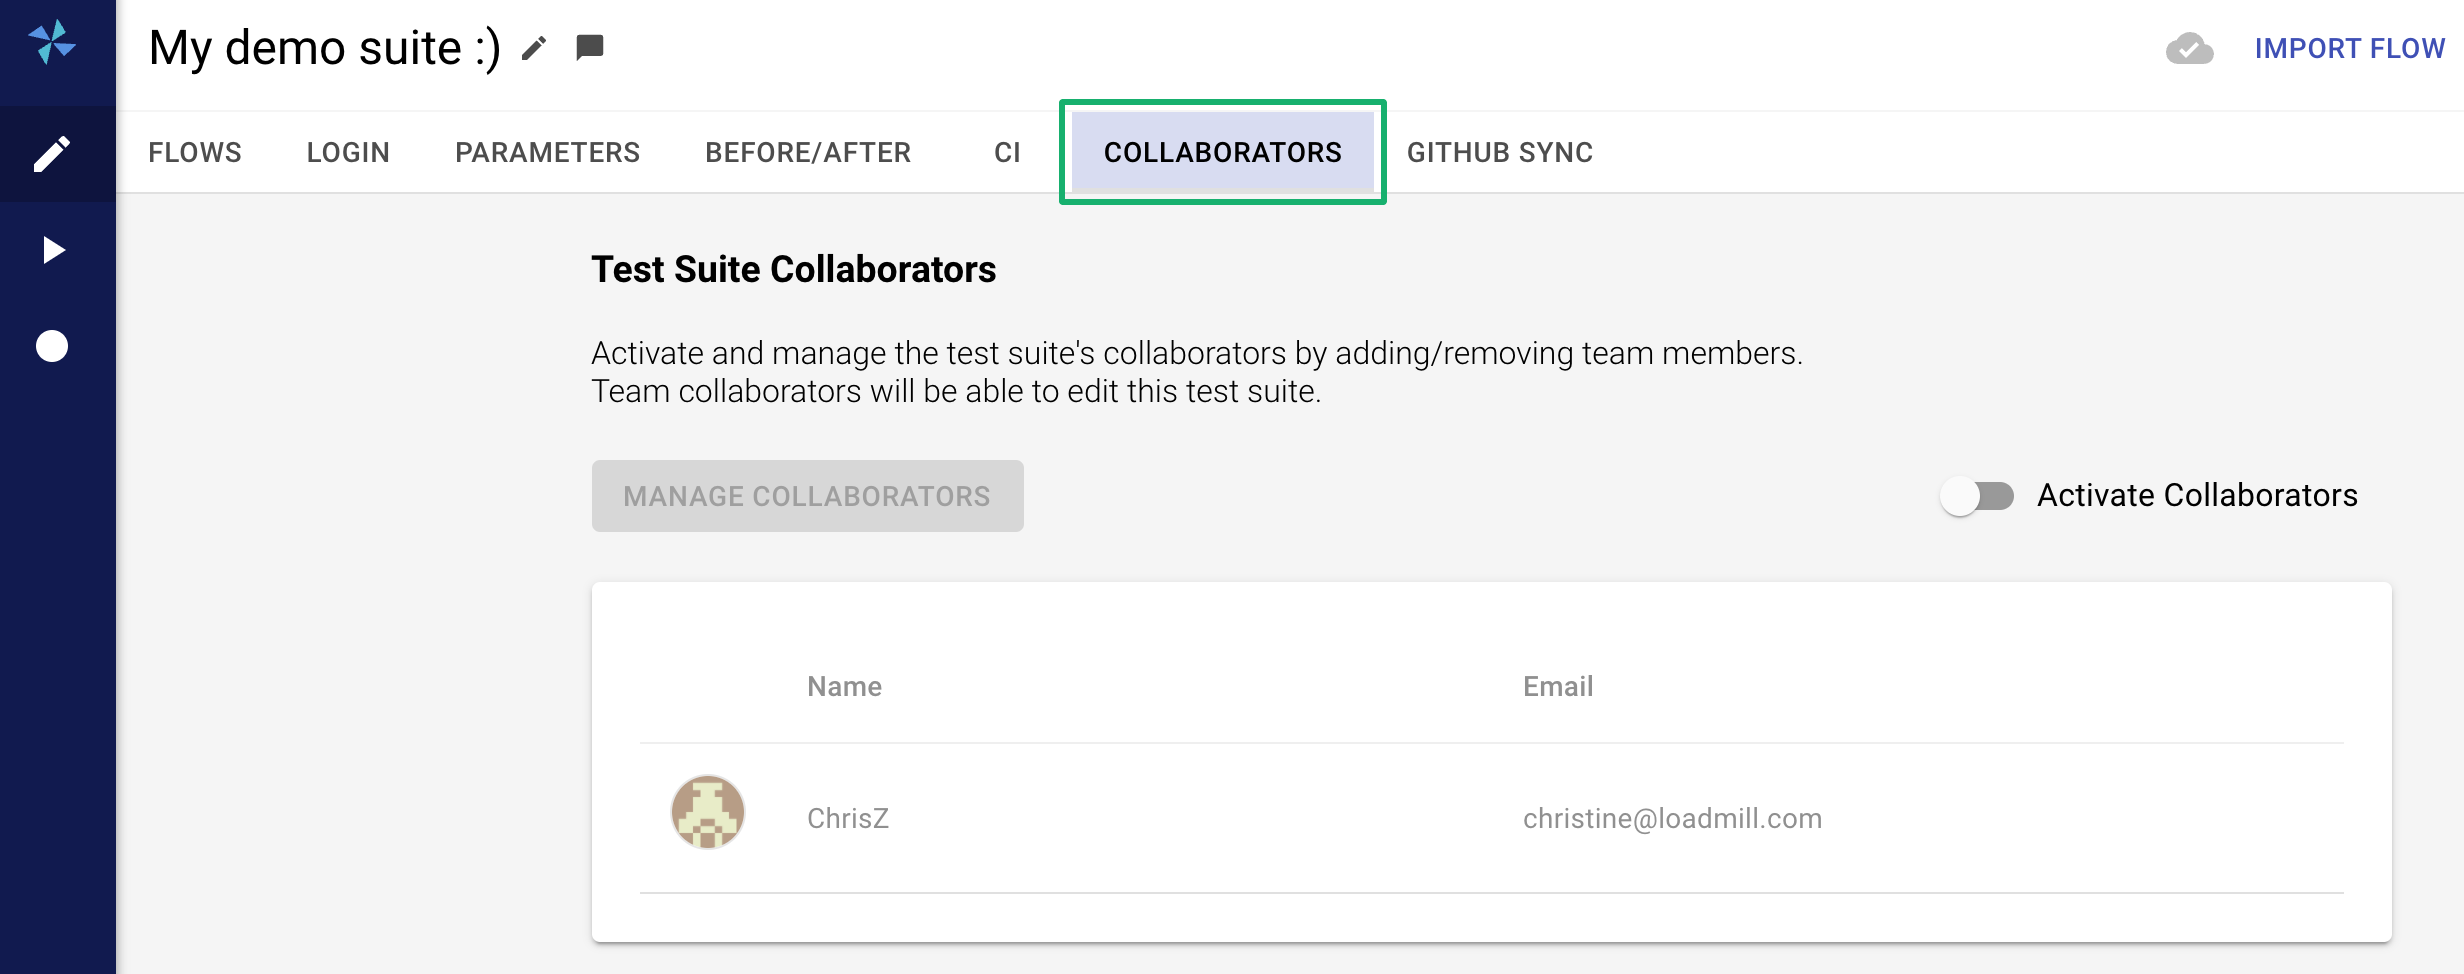 My demo suite :)
IMPORT FLOW
FLOWS LOGIN PARAMETERS BEFORE/AFTER CI COLLABORATORS GITHUB SYNC
Test Suite Collaborators
Activate and manage the test suite's collaborators by adding/removing team members.
Team collaborators will be able to edit this test suite.
MANAGE COLLABORATORS
Activate Collaborators
Name Email
ChrisZ christine@loadmill.com